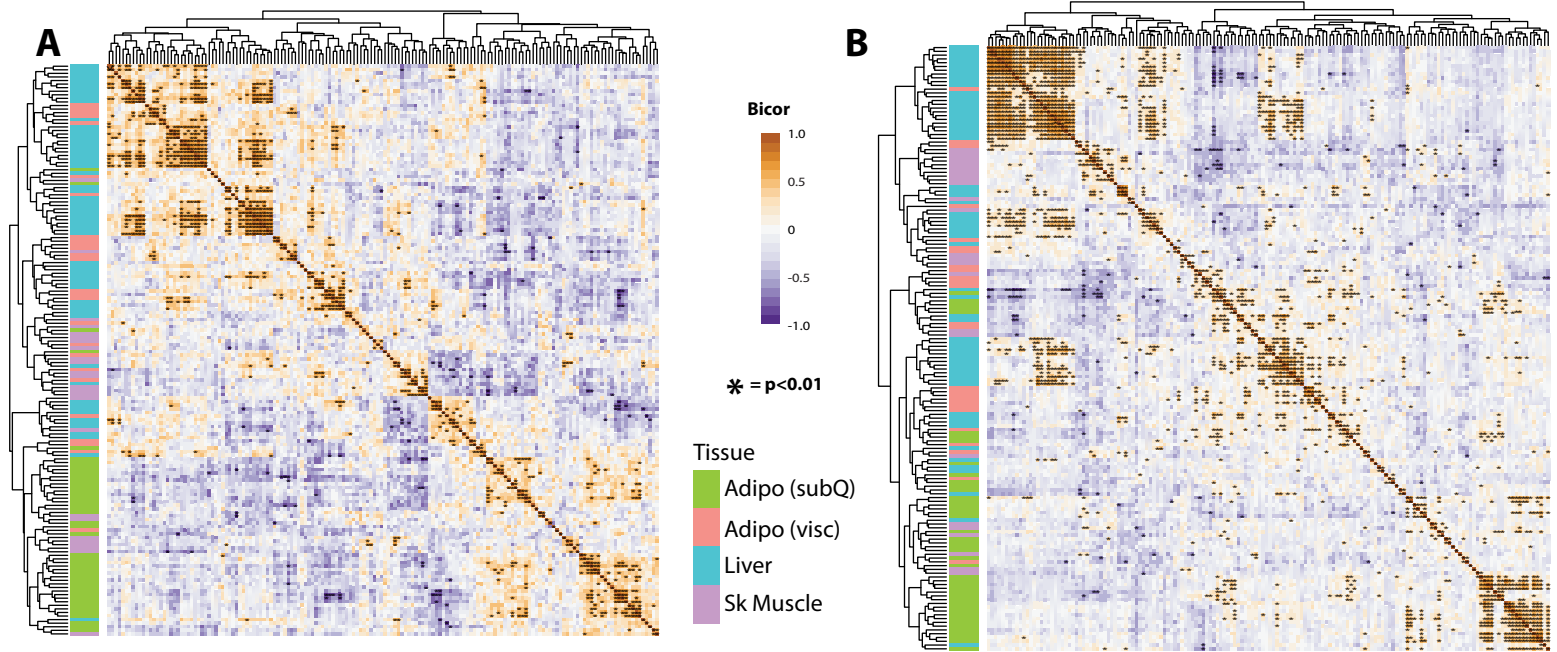 A
B
Bicor
1.0
0.5
0
-0.5
-1.0
* = p<0.01
Tissue
Adipo (subQ)
Adipo (visc)
Liver
Sk Muscle